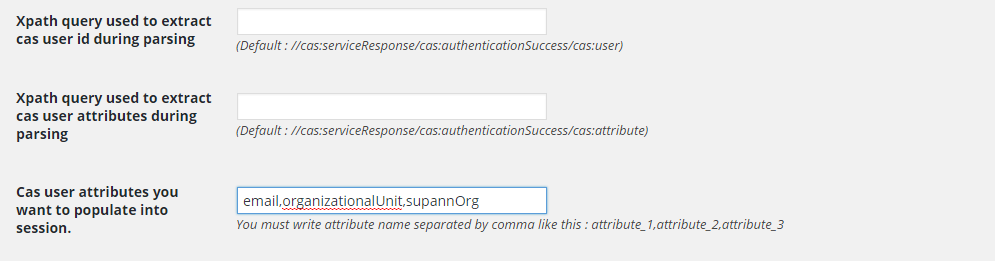 Xpath query used to extract
cas user id during parsing
(Default : //cas:serviceResponse/cas:authenticationSuccess/cas:user)
Xpath query used to extract
cas user attributes during
parsing
(Default : //cas:serviceResponse/cas:authenticationSuccess/cas:attribute)
Cas user attributes you
want to populate into
session.
email,organizationalUnit,supannOrg
You must write attribute name separated by comma like this : attribute_1,attribute_2,attribute_3